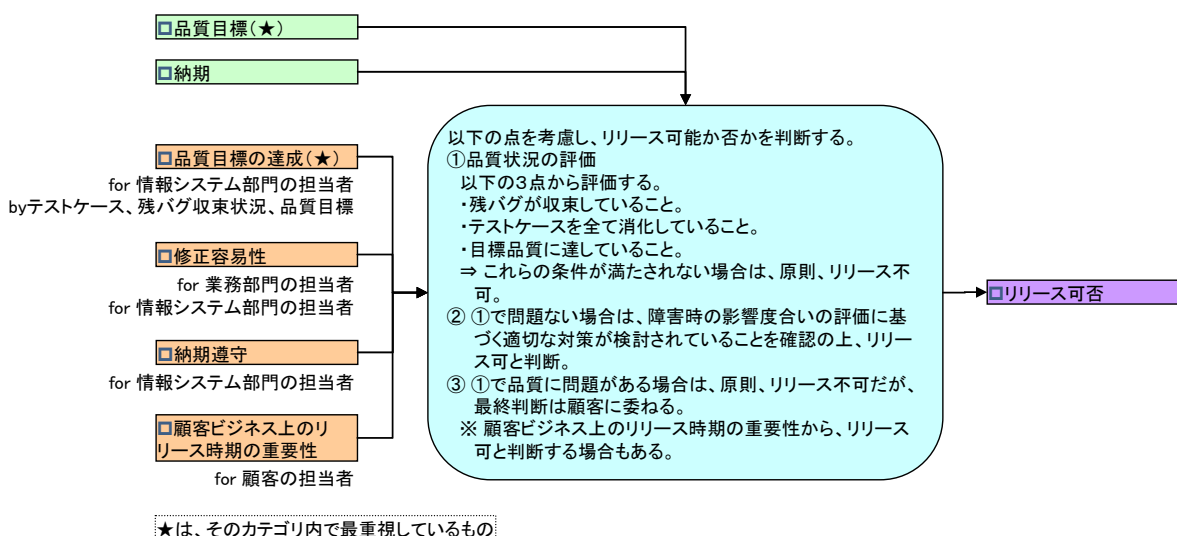 品質目標(★)
納期
品質目標の達成(★)
for 情報システム部門の担当者
byテストケース、残バグ収束状況、品質目標
修正容易性
for 業務部門の担当者
for 情報システム部門の担当者
納期遵守
for 情報システム部門の担当者
顧客ビジネス上のリ
リース時期の重要性
for 顧客の担当者
以下の点を考慮し、リリース可能か否かを判断する。
①品質状況の評価
以下の3点から評価する。
・残バグが収束していること。
・テストケースを全て消化していること。
・目標品質に達していること。
⇒ これらの条件が満たされない場合は、原則、リリース不
可。
② ①で問題ない場合は、障害時の影響度合いの評価に基
づく適切な対策が検討されていることを確認の上、リリー
ス可と判断。
③ ①で品質に問題がある場合は、原則、リリース不可だが、
最終判断は顧客に委ねる。
※ 顧客ビジネス上のリリース時期の重要性から、リリース
可と判断する場合もある。
リリース可否
★は、そのカテゴリ内で最重視しているもの